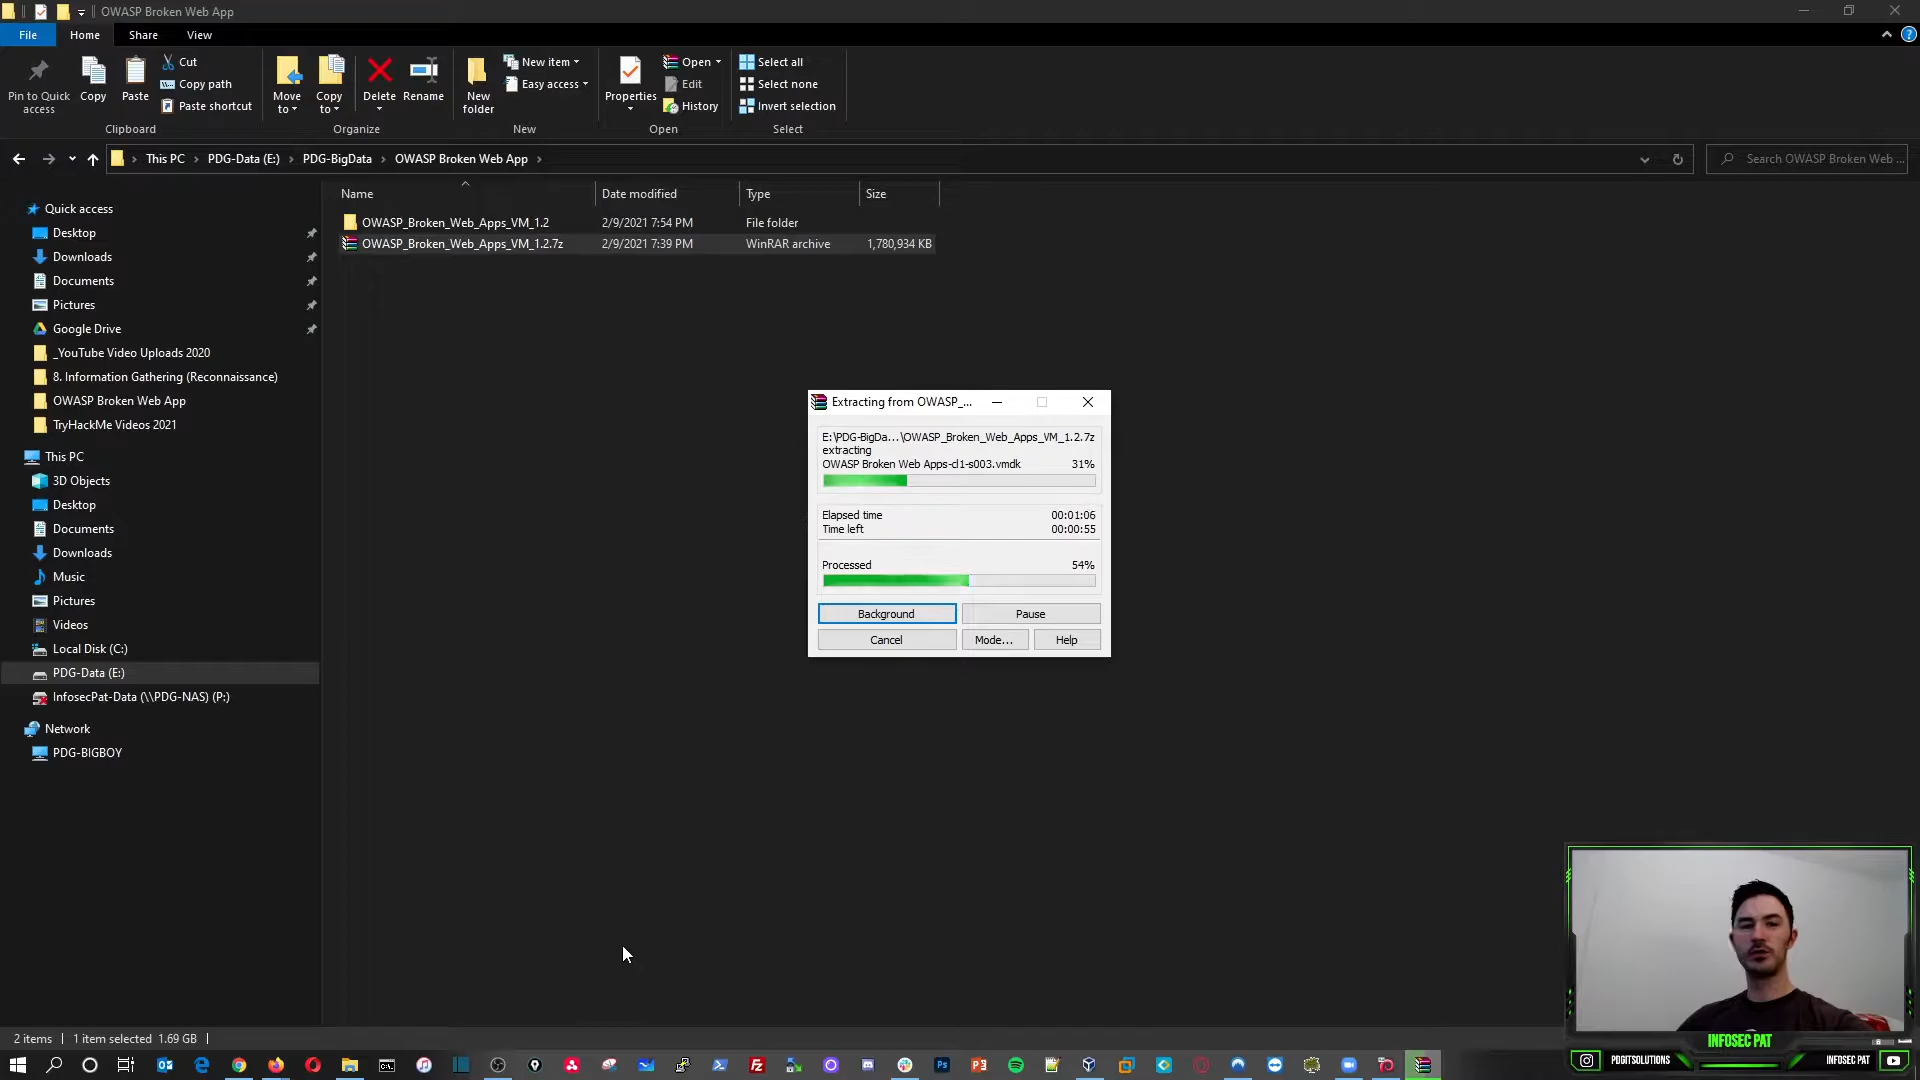 OWASP Broken Web App
File
Home
Share
View
Pin to Quick
access
Copy
Paste
Cut
Copy path
Paste shortcut
Clipboard
Move
to
Copy
to
Delete
Rename
Organize
New
folder
New item
Easy access
New
Properties
Open
Edit
History
Open
Select all
Select none
Invert selection
Select
This PC
PDG-Data (E:)
PDG-BigData
OWASP Broken Web App
Search OWASP Broken Web ...
Name
Date modified
Type
Size
OWASP_Broken_Web_Apps_VM_1.2
2/9/2021 7:54 PM
File folder
OWASP_Broken_Web_Apps_VM_1.2.7z
2/9/2021 7:39 PM
WinRAR archive
1,780,934 KB
Quick access
Desktop
Downloads
Documents
Pictures
Google Drive
_YouTube Video Uploads 2020
8. Information Gathering (Reconnaissance)
OWASP Broken Web App
TryHackMe Videos 2021
This PC
3D Objects
Desktop
Documents
Downloads
Music
Pictures
Videos
Local Disk (C:)
PDG-Data (E:)
InfosecPat-Data (\\PDG-NAS) (P:)
Network
PDG-BIGBOY
Extracting from OWASP_...
E:\PDG-BigDa...\OWASP_Broken_Web_Apps_VM_1.2.7z
extracting
OWASP Broken Web Apps-cl1-s003.vmdk 31%
Elapsed time 00:01:06
Time left 00:00:55
Processed 54%
Background
Pause
Cancel
Mode...
Help
2 items
1 item selected 1.69 GB
INFOSEC PAT
PDGITSOLUTIONS
INFOSEC PAT